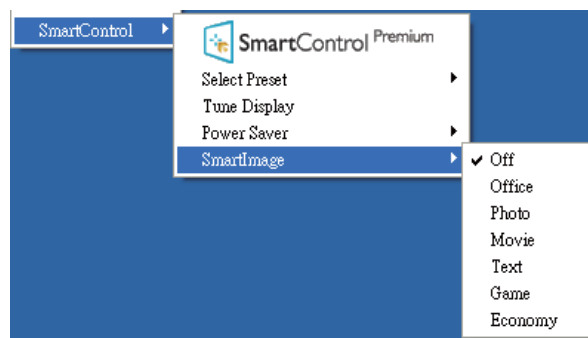 SmartControl
SmartControl Premium
Select Preset
Tune Display
Power Saver
SmartImage
Off
Office
Photo
Movie
Text
Game
Economy